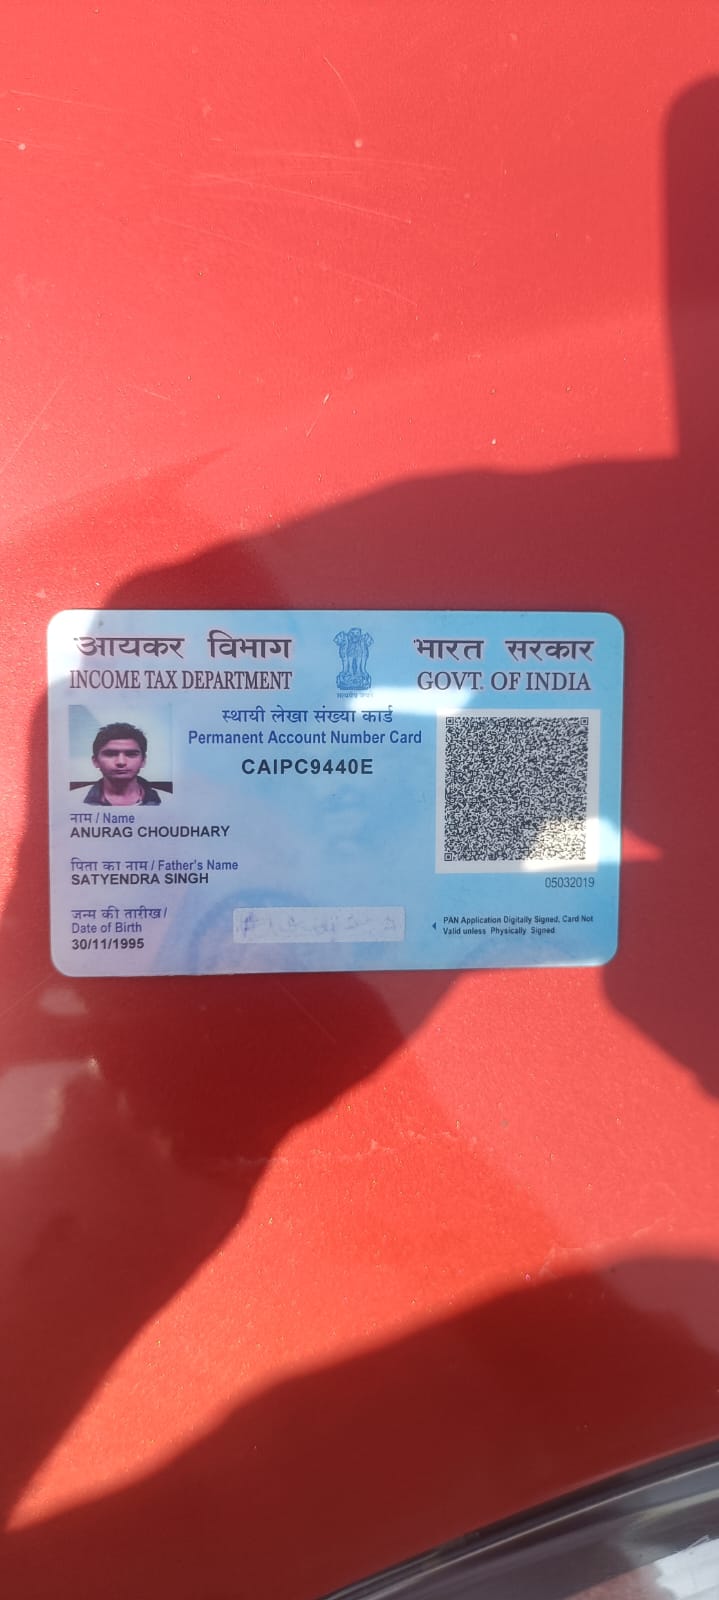 आयकर विभाग
INCOME TAX DEPARTMENT
भारत सरकार
GOVT. OF INDIA
सत्यमेव जयते
स्थायी लेखा संख्या कार्ड
Permanent Account Number Card
CAIPC9440E
नाम / Name
ANURAG CHOUDHARY
पिता का नाम / Father's Name
SATYENDRA SINGH
जन्म की तारीख /
Date of Birth
30/11/1995
05032019
PAN Application Digitally Signed, Card Not
Valid unless Physically Signed